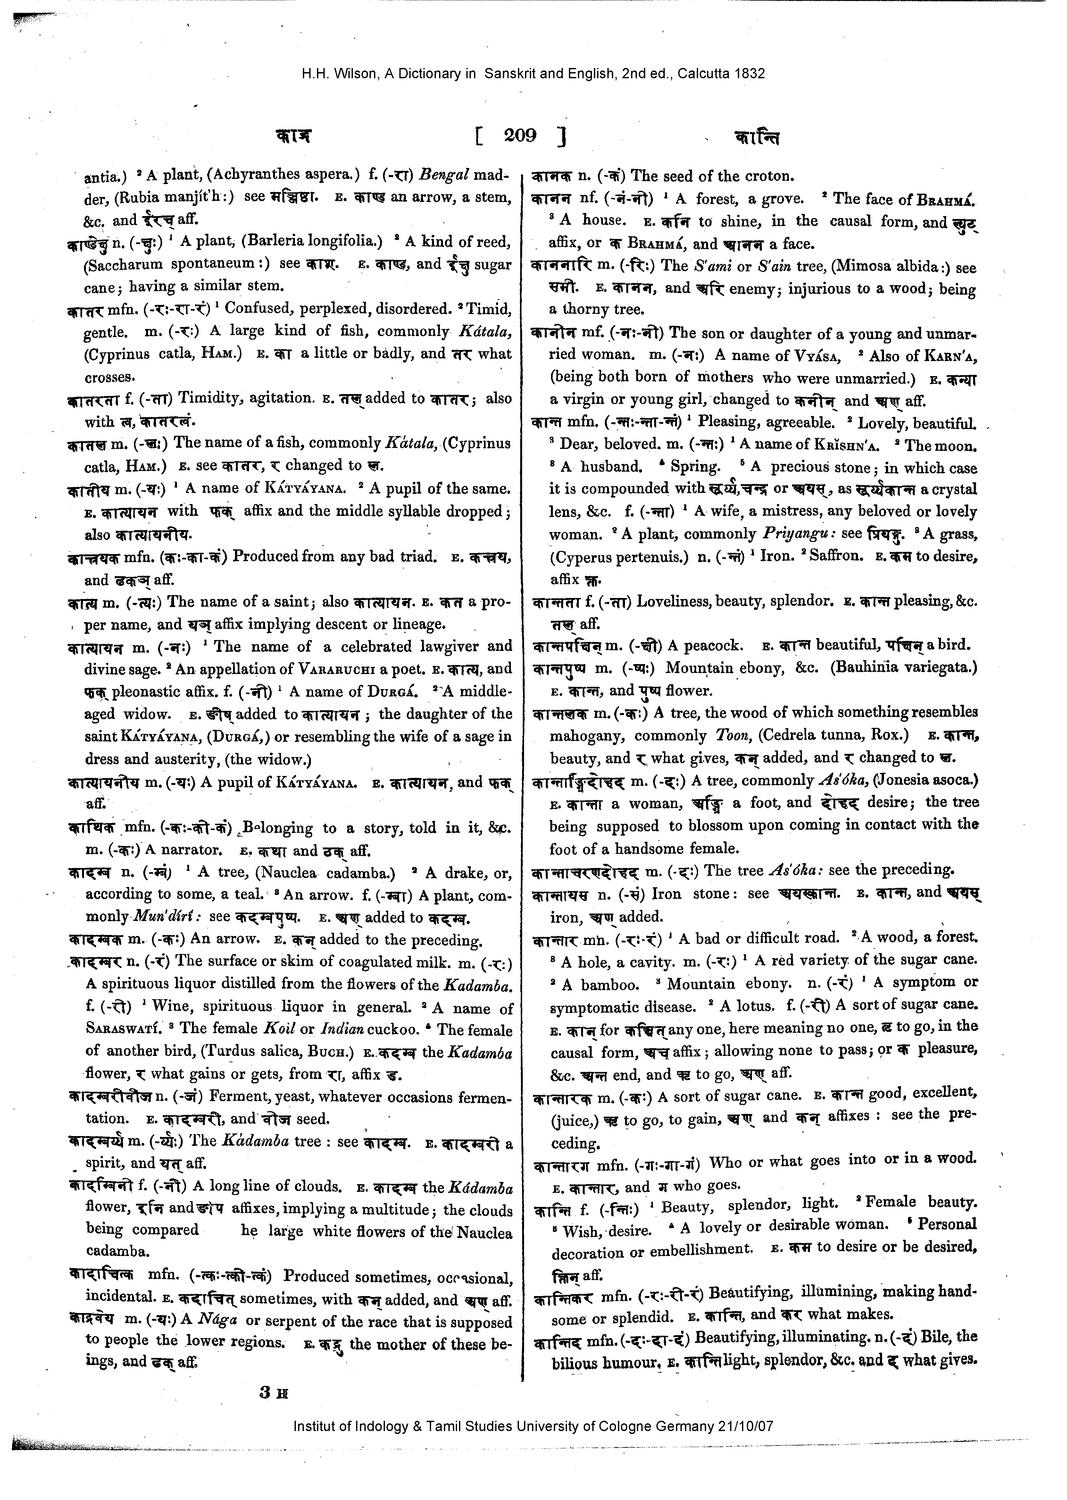 H.H. Wilson, A Dictionary in Sanskrit and English, 2nd ed., Calcutta 1832
[ 209 ]
कान्ति
antia.) ² A plant, (Achyranthes aspera.) f. (-रा) Bengal mad-
der, (Rubia manjít'h:) see मञ्जिष्ठा. E. काण्ड an arrow, a stem,
&c. and ईरच् aff.
काण्डेक्षु n. (-क्षुः) ¹ A plant, (Barleria longifolia.) ² A kind of reed,
(Saccharum spontaneum:) see काश. E. काण्ड, and इक्षु sugar
cane; having a similar stem.
कातर mfn. (-रः-रा-रं) ¹ Confused, perplexed, disordered. ² Timid,
gentle. m. (-रः) A large kind of fish, commonly Kátala,
(Cyprinus catla, HAM.) E. का a little or badly, and तर what
crosses.
कातरता f. (-ता) Timidity, agitation. E. तल् added to कातर; also
with त्व, कातरत्वं.
कातल m. (-लः) The name of a fish, commonly Kátala, (Cyprinus
catla, HAM.) E. see कातर, र changed to ल.
कातीय m. (-यः) ¹ A name of KÁTYÁYANA. ² A pupil of the same.
E. कात्यायन with फक् affix and the middle syllable dropped;
also कात्यायनीय.
कात्त्रयक mfn. (कः-का-कं) Produced from any bad triad. E. कत्त्रय,
and ढकञ् aff.
कात्य m. (-त्यः) The name of a saint; also कात्यायन. E. कत a pro-
per name, and यञ् affix implying descent or lineage.
कात्यायन m. (-नः) ¹ The name of a celebrated lawgiver and
divine sage. ² An appellation of VARARUCHI a poet. E. कात्य, and
फक् pleonastic affix. f. (-नी) ¹ A name of DURGÁ. ² A middle-
aged widow. E. ङीष् added to कात्यायन; the daughter of the
saint KÁTYÁYANA, (DURGÁ,) or resembling the wife of a sage in
dress and austerity, (the widow.)
कात्यायनीय m. (-यः) A pupil of KÁTYÁYANA. E. कात्यायन, and फक्
aff.
काथिक mfn. (-कः-की-कं) Belonging to a story, told in it, &c.
m. (-कः) A narrator. E. कथा and ठक् aff.
कादम्ब n. (-म्बं) ¹ A tree, (Nauclea cadamba.) ² A drake, or,
according to some, a teal. ³ An arrow. f. (-म्बा) A plant, com-
monly Mun'dírí: see कदम्बपुष्प. E. अण् added to कदम्ब.
कादम्बक m. (-कः) An arrow. E. कन् added to the preceding.
कादम्बर n. (-रं) The surface or skim of coagulated milk. m. (-रः)
A spirituous liquor distilled from the flowers of the Kadamba.
f. (-री) ¹ Wine, spirituous liquor in general. ² A name of
SARASWATÍ. ³ The female Koil or Indian cuckoo. ⁴ The female
of another bird, (Turdus salica, BUCH.) E. कदम्ब the Kadamba
flower, र what gains or gets, from रा, affix ड.
कादम्बरीवीज n. (-जं) Ferment, yeast, whatever occasions fermen-
tation. E. कादम्बरी, and वीज seed.
कादम्बर्य्य m. (-र्य्यः) The Kádamba tree: see कादम्ब. E. कादम्बरी a
spirit, and यत् aff.
कादम्बिनी f. (-नी) A long line of clouds. E. कादम्ब the Kádamba
flower, इनि and ङीप् affixes, implying a multitude; the clouds
being compared he large white flowers of the Nauclea
cadamba.
कादाचित्क mfn. (-त्कः-त्की-त्कं) Produced sometimes, occasional,
incidental. E. कदाचित् sometimes, with कन् added, and अण् aff.
काद्रवेय m. (-यः) A Nága or serpent of the race that is supposed
to people the lower regions. E. कद्रु the mother of these be-
ings, and ढक् aff.
3 H
कानक n. (-कं) The seed of the croton.
कानन nf. (-नं-नी) ¹ A forest, a grove. ² The face of BRAHMÁ.
³ A house. E. कनि to shine, in the causal form, and ल्युट्
affix, or क BRAHMÁ, and आनन a face.
काननारि m. (-रिः) The S'ami or S'ain tree, (Mimosa albida:) see
समी. E. कानन, and अरि enemy; injurious to a wood; being
a thorny tree.
कानीन mf. (-नः-नी) The son or daughter of a young and unmar-
ried woman. m. (-नः) A name of VYÁSA, ² Also of KARN'A,
(being both born of mothers who were unmarried.) E. कन्या
a virgin or young girl, changed to कनीन् and अण् aff.
कान्त mfn. (-न्तः-न्ता-न्तं) ¹ Pleasing, agreeable. ² Lovely, beautiful.
³ Dear, beloved. m. (-न्तः) ¹ A name of KRĬSHN'A. ² The moon.
³ A husband. ⁴ Spring. ⁵ A precious stone; in which case
it is compounded with सूर्य्य, चन्द्र or अयस्, as सूर्य्यकान्त a crystal
lens, &c. f. (-न्ता) ¹ A wife, a mistress, any beloved or lovely
woman. ² A plant, commonly Priyangu: see प्रियङ्गु. ³ A grass,
(Cyperus pertenuis.) n. (-न्तं) ¹ Iron. ² Saffron. E. कम to desire,
affix क्त.
कान्तता f. (-ता) Loveliness, beauty, splendor. E. कान्त pleasing, &c.
तल् aff.
कान्तपक्षिन् m. (-क्षी) A peacock. E. कान्त beautiful, पक्षिन् a bird.
कान्तपुष्प m. (-ष्पः) Mountain ebony, &c. (Bauhinia variegata.)
E. कान्त, and पुष्प flower.
कान्तलक m. (-कः) A tree, the wood of which something resembles
mahogany, commonly Toon, (Cedrela tunna, Rox.) E. कान्त,
beauty, and र what gives, कन् added, and र changed to ल.
कान्ताङ्घ्रिदोहद m. (-दः) A tree, commonly As'óka, (Jonesia asoca.)
E. कान्ता a woman, अङ्घ्रि a foot, and दोहद desire; the tree
being supposed to blossom upon coming in contact with the
foot of a handsome female.
कान्ताचरणदोहद m. (-दः) The tree As'óka: see the preceding.
कान्तायस n. (-सं) Iron stone: see अयस्कान्त. E. कान्त, and अयस्
iron, अण् added.
कान्तार mn. (-रः-रं) ¹ A bad or difficult road. ² A wood, a forest.
³ A hole, a cavity. m. (-रः) ¹ A red variety of the sugar cane.
² A bamboo. ³ Mountain ebony. n. (-रं) ¹ A symptom or
symptomatic disease. ² A lotus. f. (-री) A sort of sugar cane.
E. कान् for कश्चित् any one, here meaning no one, ऋ to go, in the
causal form, अच् affix; allowing none to pass; or क pleasure,
&c. अन्त end, and ऋ to go, अण् aff.
कान्तारक m. (-कः) A sort of sugar cane. E. कान्त good, excellent,
(juice,) ऋ to go, to gain, अण् and कन् affixes: see the pre-
ceding.
कान्तारग mfn. (-गः-गा-गं) Who or what goes into or in a wood.
E. कान्तार, and ग who goes.
कान्ति f. (-न्तिः) ¹ Beauty, splendor, light. ² Female beauty.
³ Wish, desire. ⁴ A lovely or desirable woman. ⁵ Personal
decoration or embellishment. E. कम to desire or be desired,
क्तिन् aff.
कान्तिकर mfn. (-रः-री-रं) Beautifying, illumining, making hand-
some or splendid. E. कान्ति, and कर what makes.
कान्तिद mfn. (-दः-दा-दं) Beautifying, illuminating. n. (-दं) Bile, the
bilious humour. E. कान्ति light, splendor, &c. and द what gives.
Institut of Indology & Tamil Studies University of Cologne Germany 21/10/07